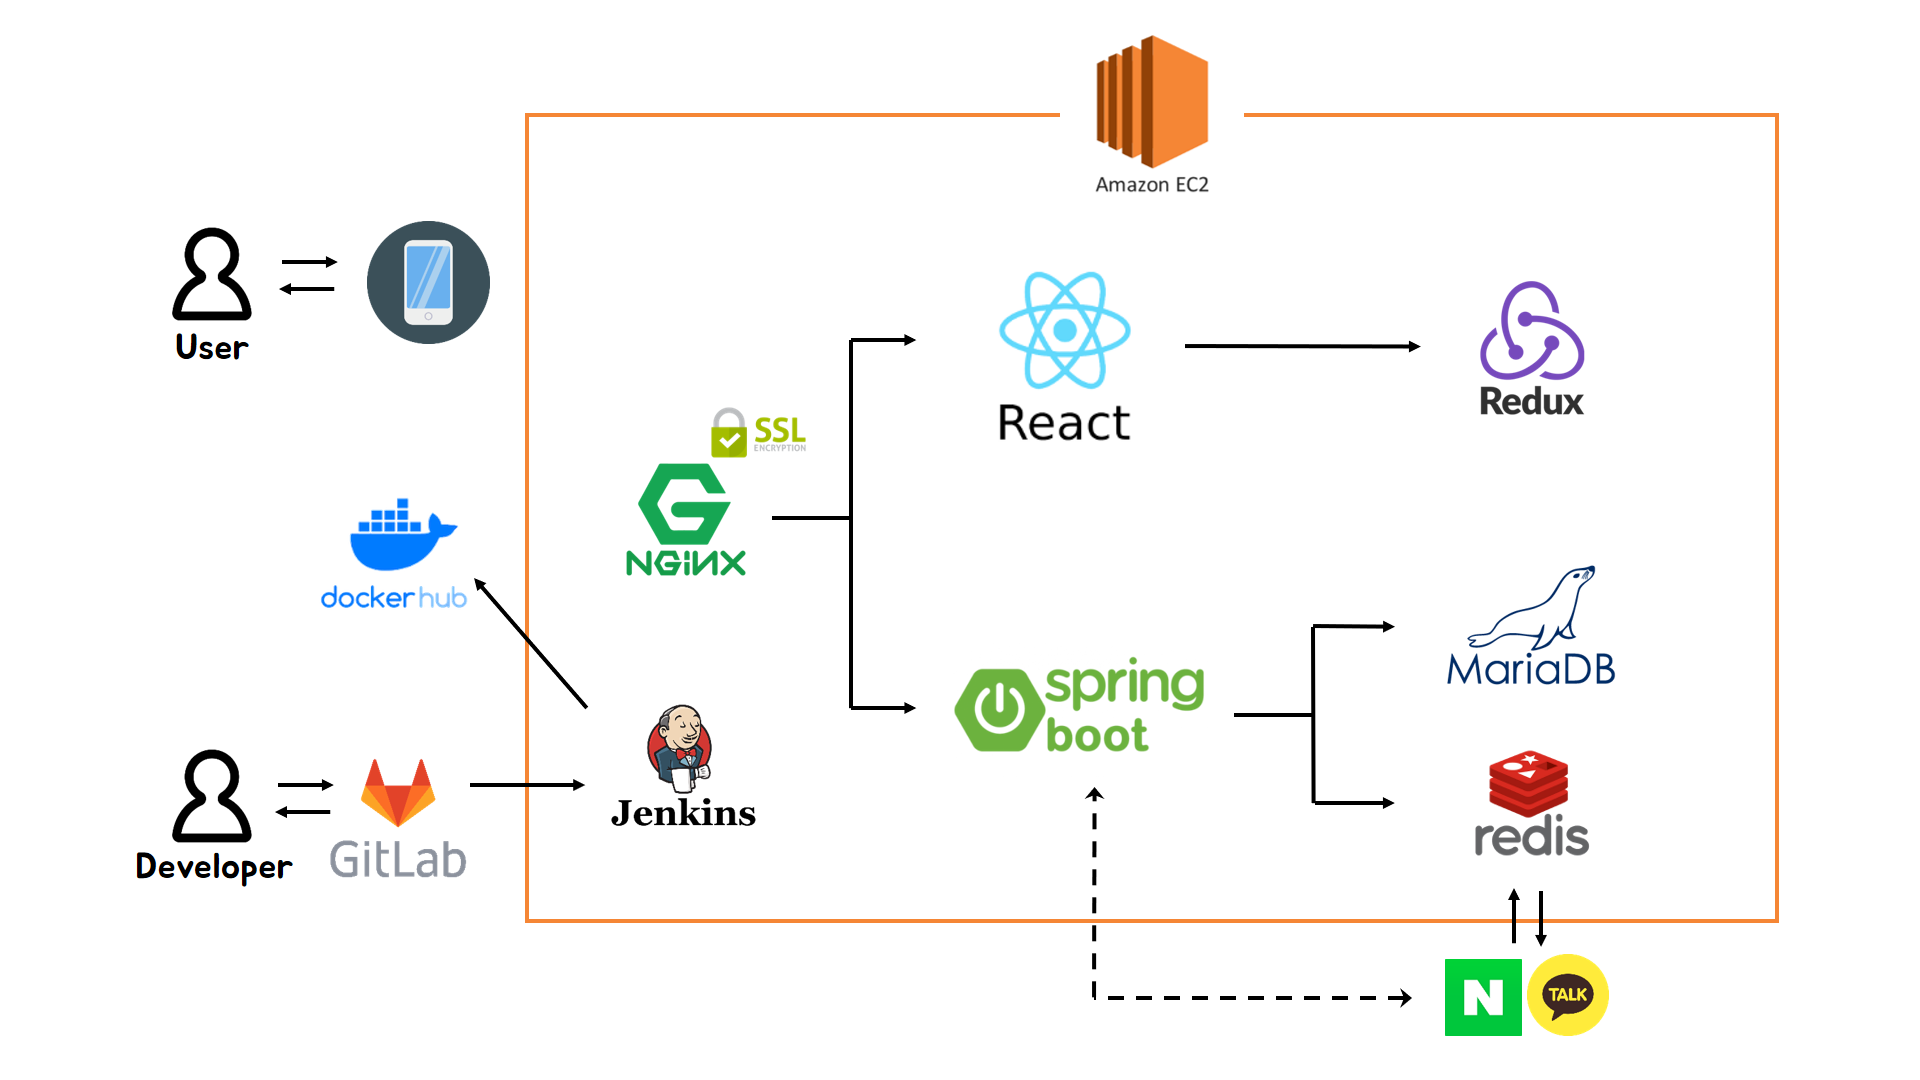 Amazon EC2
User
React
Redux
SSL
ENCRYPTION
NGiNX
docker hub
spring
boot
MariaDB
Jenkins
redis
Developer
GitLab
N
TALK